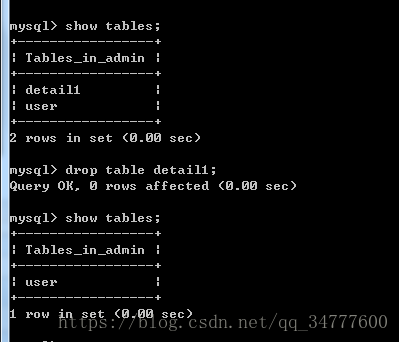 mysql> show tables;
+-----------------+
| Tables_in_admin |
+-----------------+
| detail1         |
| user            |
+-----------------+
2 rows in set (0.00 sec)
mysql> drop table detail1;
Query OK, 0 rows affected (0.00 sec)
mysql> show tables;
+-----------------+
| Tables_in_admin |
+-----------------+
| user            |
+-----------------+
1 row in set (0.00 sec)
https://blog.csdn.net/qq_34777600